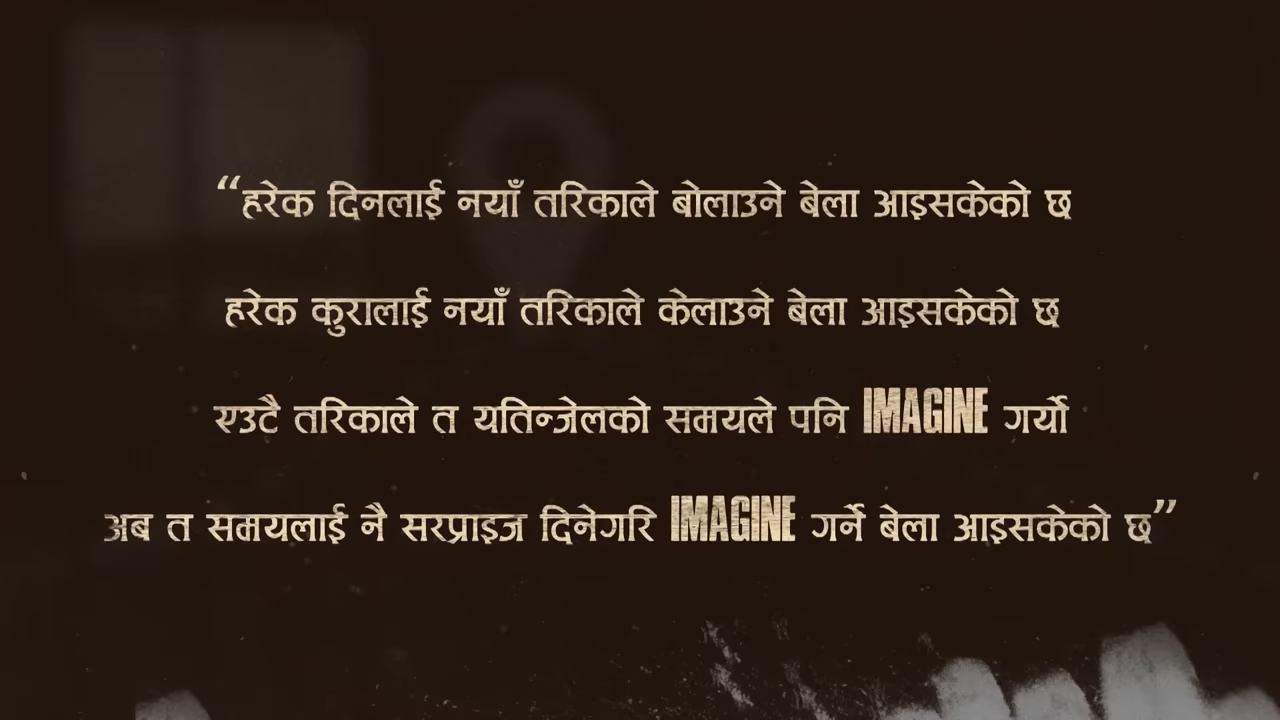 “हरेक दिनलाई नयाँ तरिकाले बोलाउने बेला आइसकेको छ
हरेक कुरालाई नयाँ तरिकाले केलाउने बेला आइसकेको छ
एउटै तरिकाले त यतिन्जेलको समयले पनि IMAGINE गर्यो
अब त समयलाई नै सरप्राइज दिनेगरि IMAGINE गर्ने बेला आइसकेको छ”